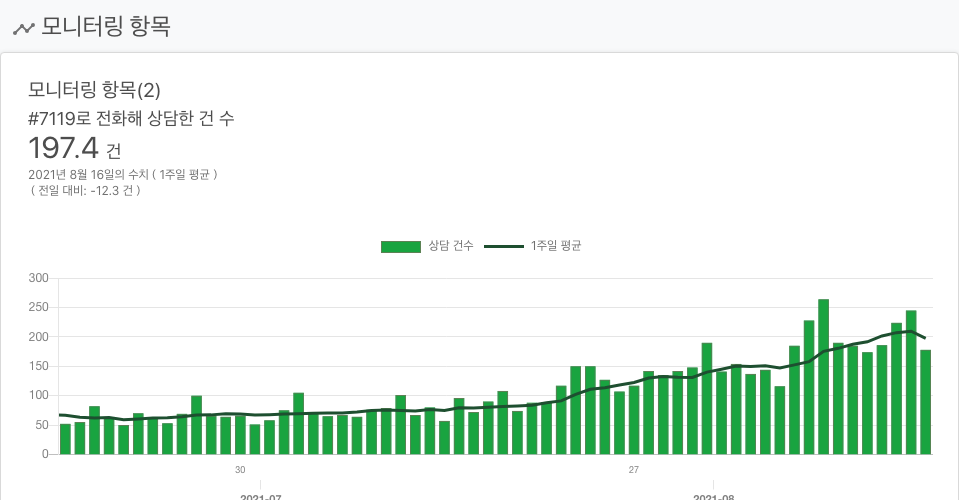 모니터링 항목
모니터링 항목(2)
#7119로 전화해 상담한 건 수
197.4 건
2021년 8월 16일의 수치 ( 1주일 평균 )
( 전일 대비: -12.3 건 )
상담 건수 1주일 평균
300
250
200
150
100
50
0
30 27
2021-07 2021-08